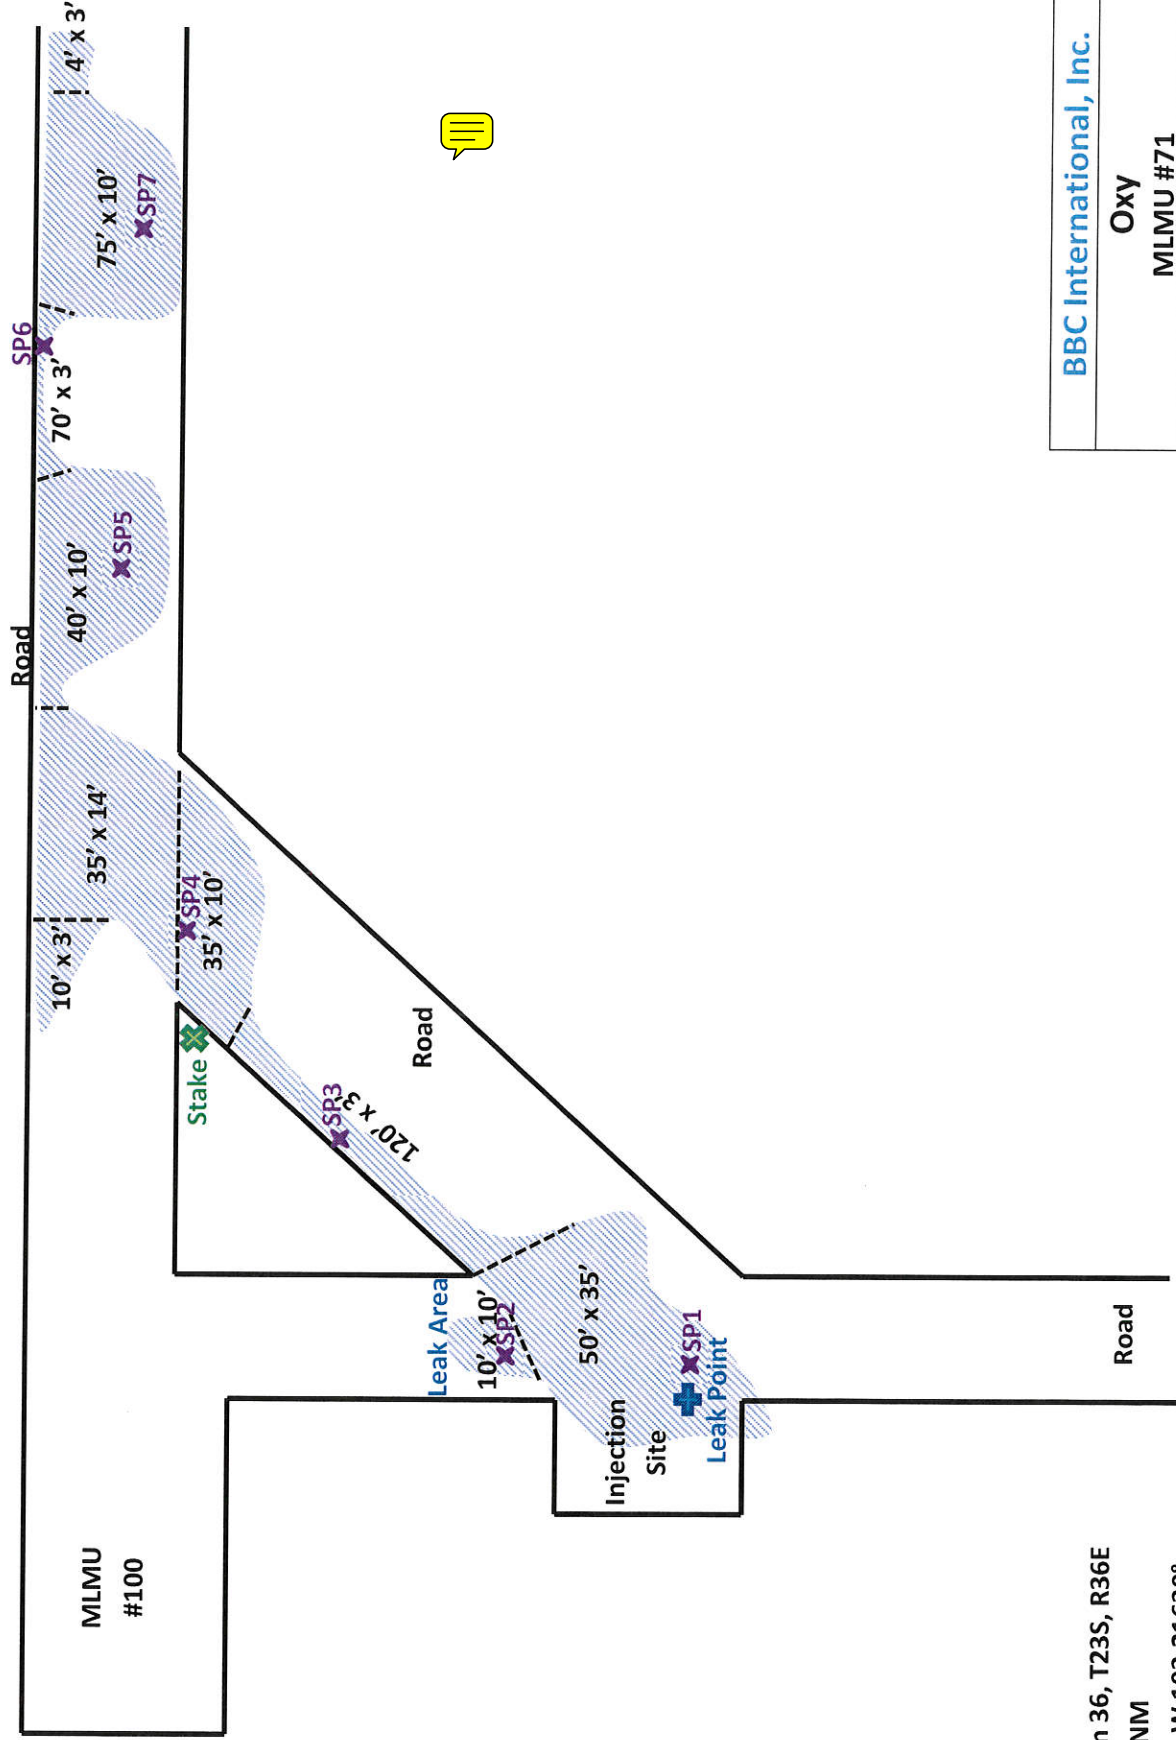 Road
SP6
10' x 3'
70' x 3'
4' x 3'
MLMU
#100
35' x 14'
40' x 10'
75' x 10'
SP5
SP7
SP4
Stake
35' x 10'
SP3
120' x 3'
Road
Leak Area
10' x 10'
SP2
50' x 35'
Injection
Site
SP1
Leak Point
Road
BBC International, Inc.
Oxy
MLMU #71
n 36, T23S, R36E
NM